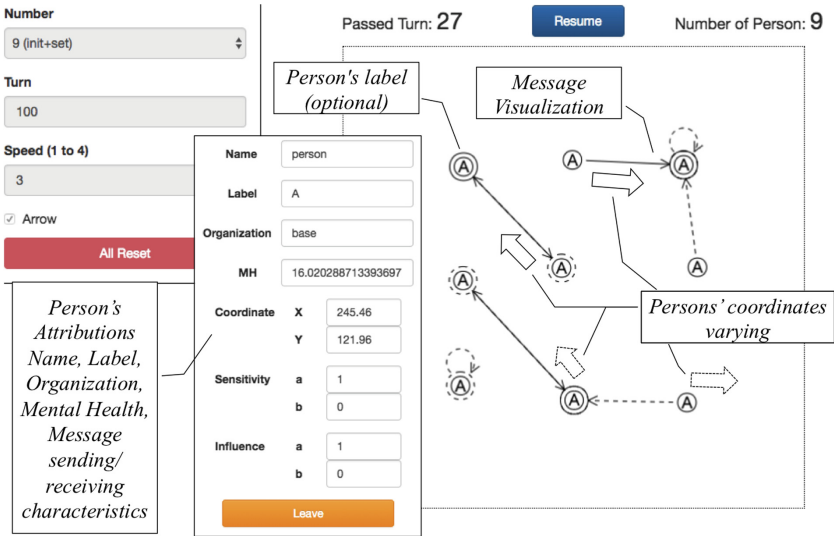 Number
9 (init+set)
Turn
100
Speed (1 to 4)
3
Arrow
All Reset
Passed Turn: 27
Resume
Number of Person: 9
Person's label
(optional)
Message
Visualization
Name
person
Label
A
Organization
base
MH
16.020288713393697
Coordinate
X
245.46
Y
121.96
Sensitivity
a
1
b
0
Influence
a
1
b
0
Leave
Person's
Attributions
Name, Label,
Organization,
Mental Health,
Message
sending/
receiving
characteristics
A
A
A
A
A
A
A
A
A
Persons' coordinates
varying